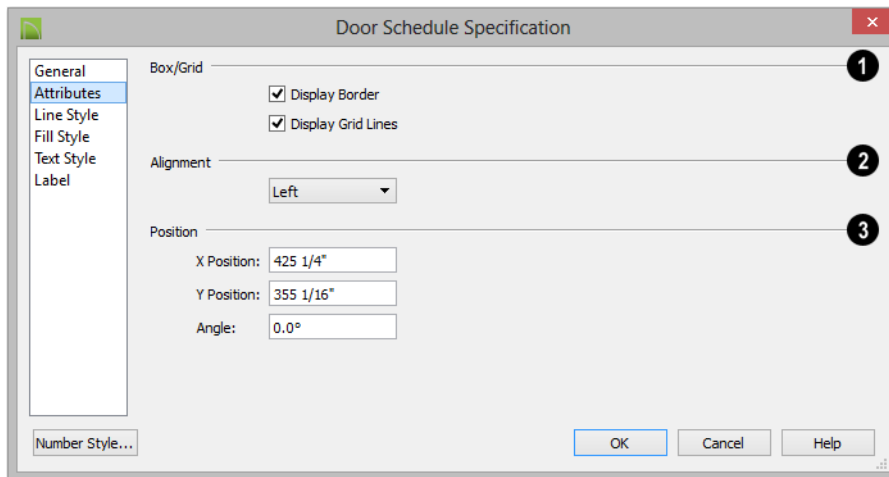 Door Schedule Specification
General
Attributes
Line Style
Fill Style
Text Style
Label
Box/Grid
1
Display Border
Display Grid Lines
Alignment
2
Left
Position
3
X Position: 425 1/4"
Y Position: 355 1/16"
Angle: 0.0°
Number Style...
OK
Cancel
Help